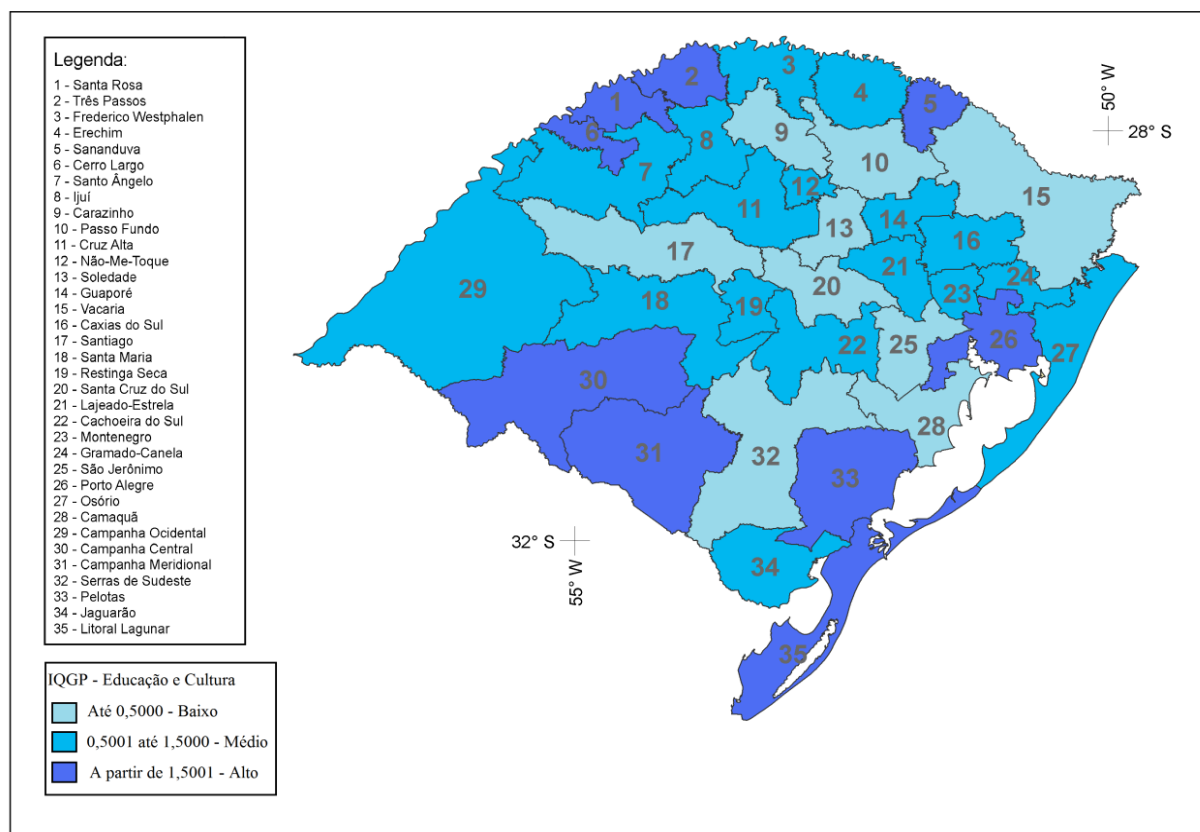 Legenda:
1 - Santa Rosa
2 - Três Passos
3 - Frederico Westphalen
4 - Erechim
5 - Sananduva
6 - Cerro Largo
7 - Santo Ângelo
8 - Ijuí
9 - Carazinho
10 - Passo Fundo
11 - Cruz Alta
12 - Não-Me-Toque
13 - Soledade
14 - Guaporé
15 - Vacaria
16 - Caxias do Sul
17 - Santiago
18 - Santa Maria
19 - Restinga Seca
20 - Santa Cruz do Sul
21 - Lajeado-Estrela
22 - Cachoeira do Sul
23 - Montenegro
24 - Gramado-Canela
25 - São Jerônimo
26 - Porto Alegre
27 - Osório
28 - Camaquã
29 - Campanha Ocidental
30 - Campanha Central
31 - Campanha Meridional
32 - Serras de Sudeste
33 - Pelotas
34 - Jaguarão
35 - Litoral Lagunar
IQGP - Educação e Cultura
Até 0,5000 - Baixo
0,5001 até 1,5000 - Médio
A partir de 1,5001 - Alto
50° W
28° S
32° S
55° W
1
2
3
4
5
6
7
8
9
10
11
12
13
14
15
16
17
18
19
20
21
22
23
24
25
26
27
28
29
30
31
32
33
34
35